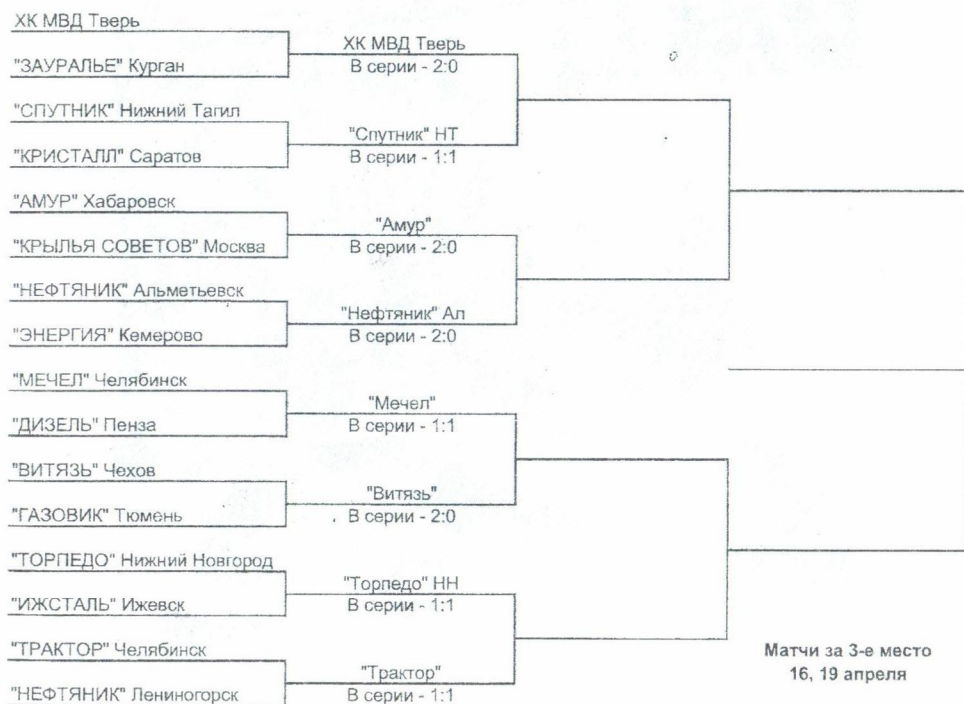 ХК МВД Тверь
"ЗАУРАЛЬЕ" Курган
ХК МВД Тверь
В серии - 2:0
"СПУТНИК" Нижний Тагил
"КРИСТАЛЛ" Саратов
"Спутник" НТ
В серии - 1:1
"АМУР" Хабаровск
"КРЫЛЬЯ СОВЕТОВ" Москва
"Амур"
В серии - 2:0
"НЕФТЯНИК" Альметьевск
"ЭНЕРГИЯ" Кемерово
"Нефтяник" Ал
В серии - 2:0
"МЕЧЕЛ" Челябинск
"ДИЗЕЛЬ" Пенза
"Мечел"
В серии - 1:1
"ВИТЯЗЬ" Чехов
"ГАЗОВИК" Тюмень
"Витязь"
В серии - 2:0
"ТОРПЕДО" Нижний Новгород
"ИЖСТАЛЬ" Ижевск
"Торпедо" НН
В серии - 1:1
"ТРАКТОР" Челябинск
"НЕФТЯНИК" Лениногорск
"Трактор"
В серии - 1:1
Матчи за 3-е место
16, 19 апреля